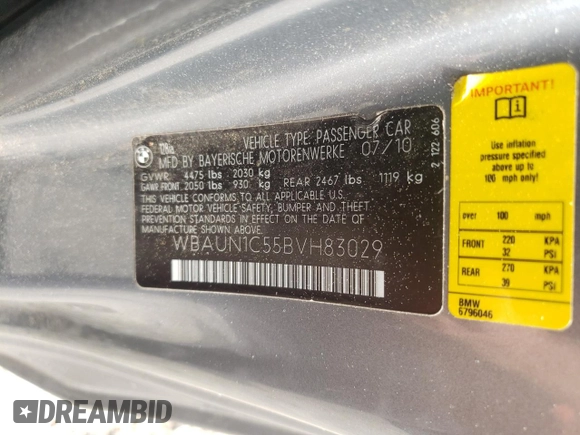 BMW
128i
VEHICLE TYPE: PASSENGER CAR
MFD BY BAYERISCHE MOTORENWERKE 07/10
GVWR: 4475 lbs 2030 kg
GAWR FRONT 2050 lbs 930 kg REAR 2467 lbs 1119 kg
THIS VEHICLE CONFORMS TO ALL APPLICABLE U.S.
FEDERAL MOTOR VEHICLE SAFETY, BUMPER AND THEFT
PREVENTION STANDARDS IN EFFECT ON THE DATE OF
MANUFACTURE SHOWN ABOVE.
WBAUN1C55BVH83029
2 122 606
IMPORTANT!
i
Use inflation
pressure specified
above up to
100 mph only!
over 100 mph
FRONT 220 KPA
32 PSI
REAR 270 KPA
39 PSI
BMW
6796046
DREAMBID